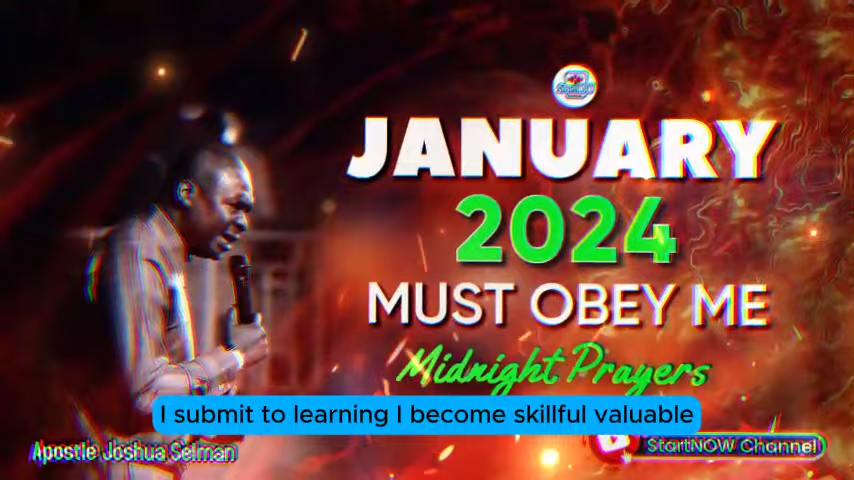 JANUARY
2024
MUST OBEY ME
Midnight Prayers
I submit to learning I become skillful valuable
Apostle Joshua Selman
StartNOW Channel